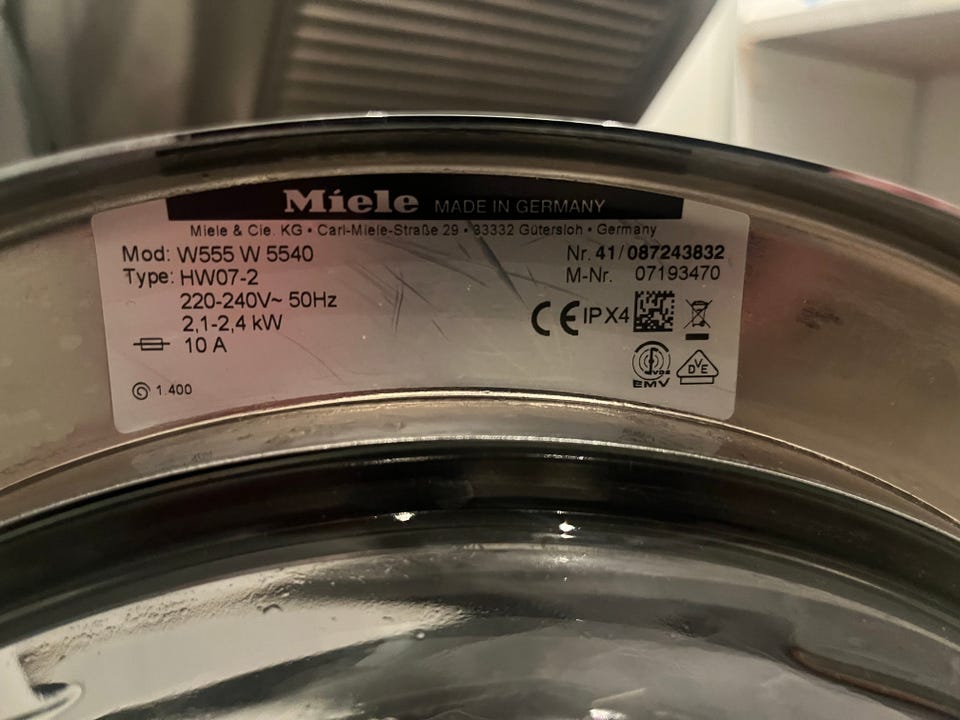 Miele MADE IN GERMANY
Miele & Cie. KG • Carl-Miele-Straße 29 • 33332 Gütersloh • Germany
Mod: W555 W 5540
Nr. 41/087243832
Type: HW07-2
M-Nr. 07193470
220-240V~ 50Hz
2,1-2,4 kW
CE IPX4
10 A
VDE
EMV
DVE
1.400